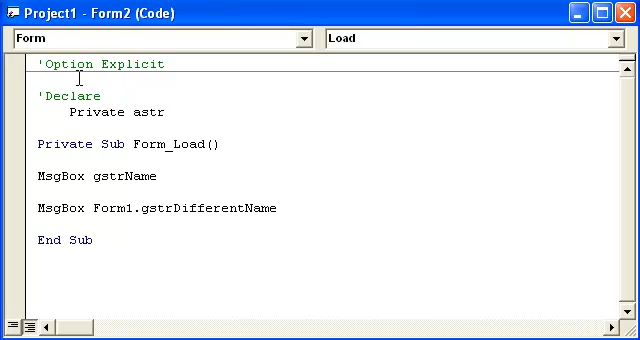 Project1 - Form2 (Code)
Form Load
'Option Explicit
'Declare
Private astr
Private Sub Form_Load()
MsgBox gstrName
MsgBox Form1.gstrDifferentName
End Sub